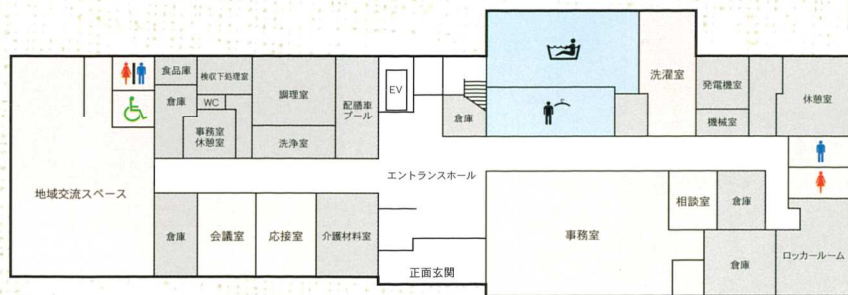 食品庫
検収下処理室
倉庫
WC
事務室
休憩室
調理室
洗浄室
配膳車
プール
EV
倉庫
洗濯室
発電機室
機械室
休憩室
地域交流スペース
エントランスホール
倉庫
会議室
応接室
介護材料室
正面玄関
事務室
相談室
倉庫
倉庫
ロッカールーム